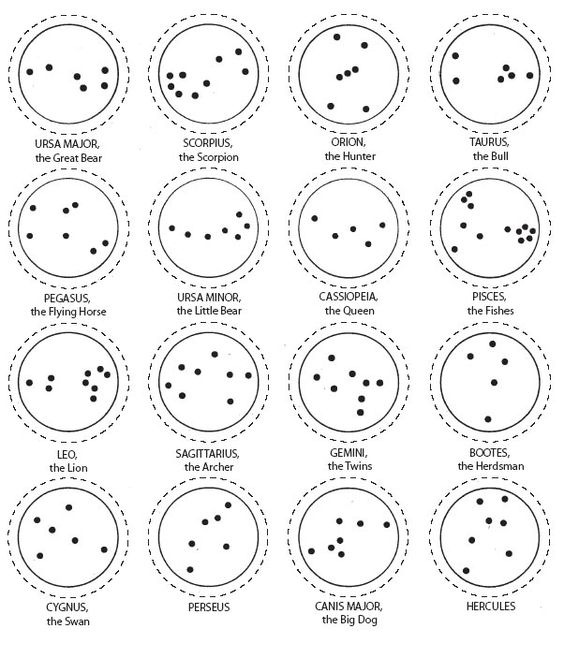 URSA MAJOR,
the Great Bear
SCORPIUS,
the Scorpion
ORION,
the Hunter
TAURUS,
the Bull
PEGASUS,
the Flying Horse
URSA MINOR,
the Little Bear
CASSIOPEIA,
the Queen
PISCES,
the Fishes
LEO,
the Lion
SAGITTARIUS,
the Archer
GEMINI,
the Twins
BOOTES,
the Herdsman
CYGNUS,
the Swan
PERSEUS
CANIS MAJOR,
the Big Dog
HERCULES